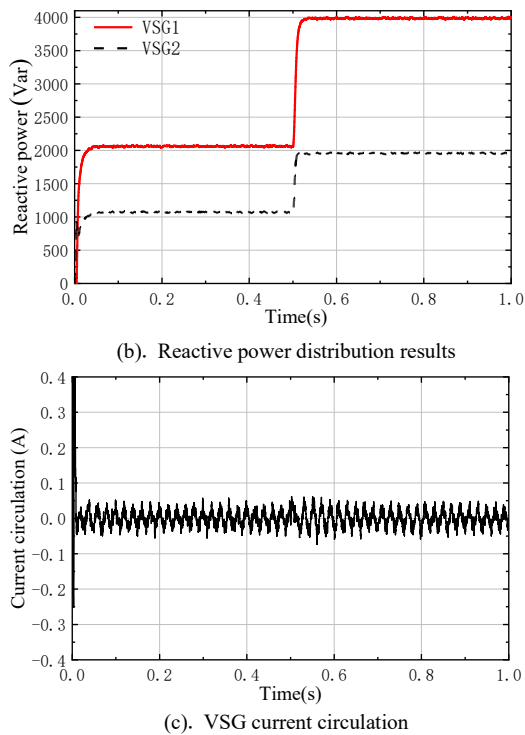 4000
3500
3000
2500
2000
1500
1000
500
0
Reactive power (Var)
VSG1
VSG2
0.0 0.2 0.4 0.6 0.8 1.0
Time(s)
(b). Reactive power distribution results
0.4
0.3
0.2
0.1
0.0
-0.1
-0.2
-0.3
-0.4
Current circulation (A)
0.0 0.2 0.4 0.6 0.8 1.0
Time(s)
(c). VSG current circulation